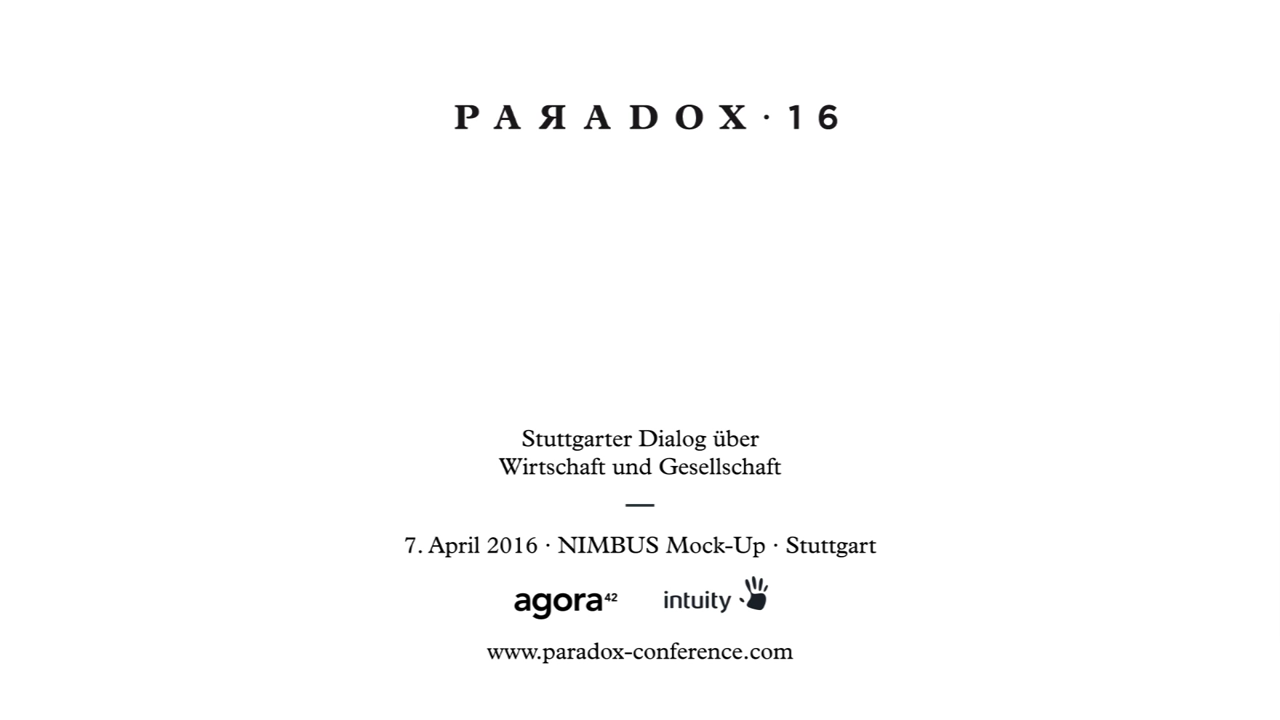 PAЯADOX · 16
Stuttgarter Dialog über
Wirtschaft und Gesellschaft
7. April 2016 · NIMBUS Mock-Up · Stuttgart
agora42 intuity
www.paradox-conference.com